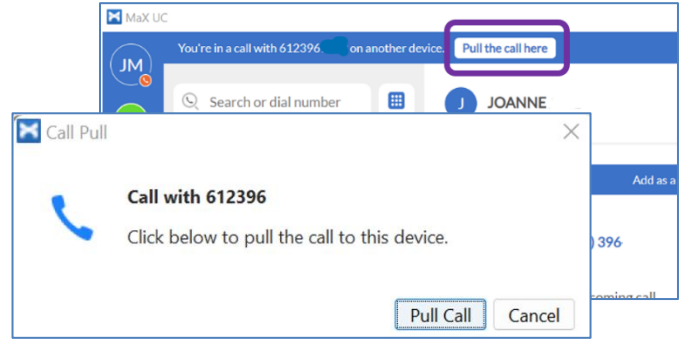 MaX UC
You're in a call with 612396 on another device. Pull the call here
JM
Search or dial number
J JOANNE
Call Pull
Call with 612396
Click below to pull the call to this device.
Pull Call Cancel
Add as a
) 396
coming call